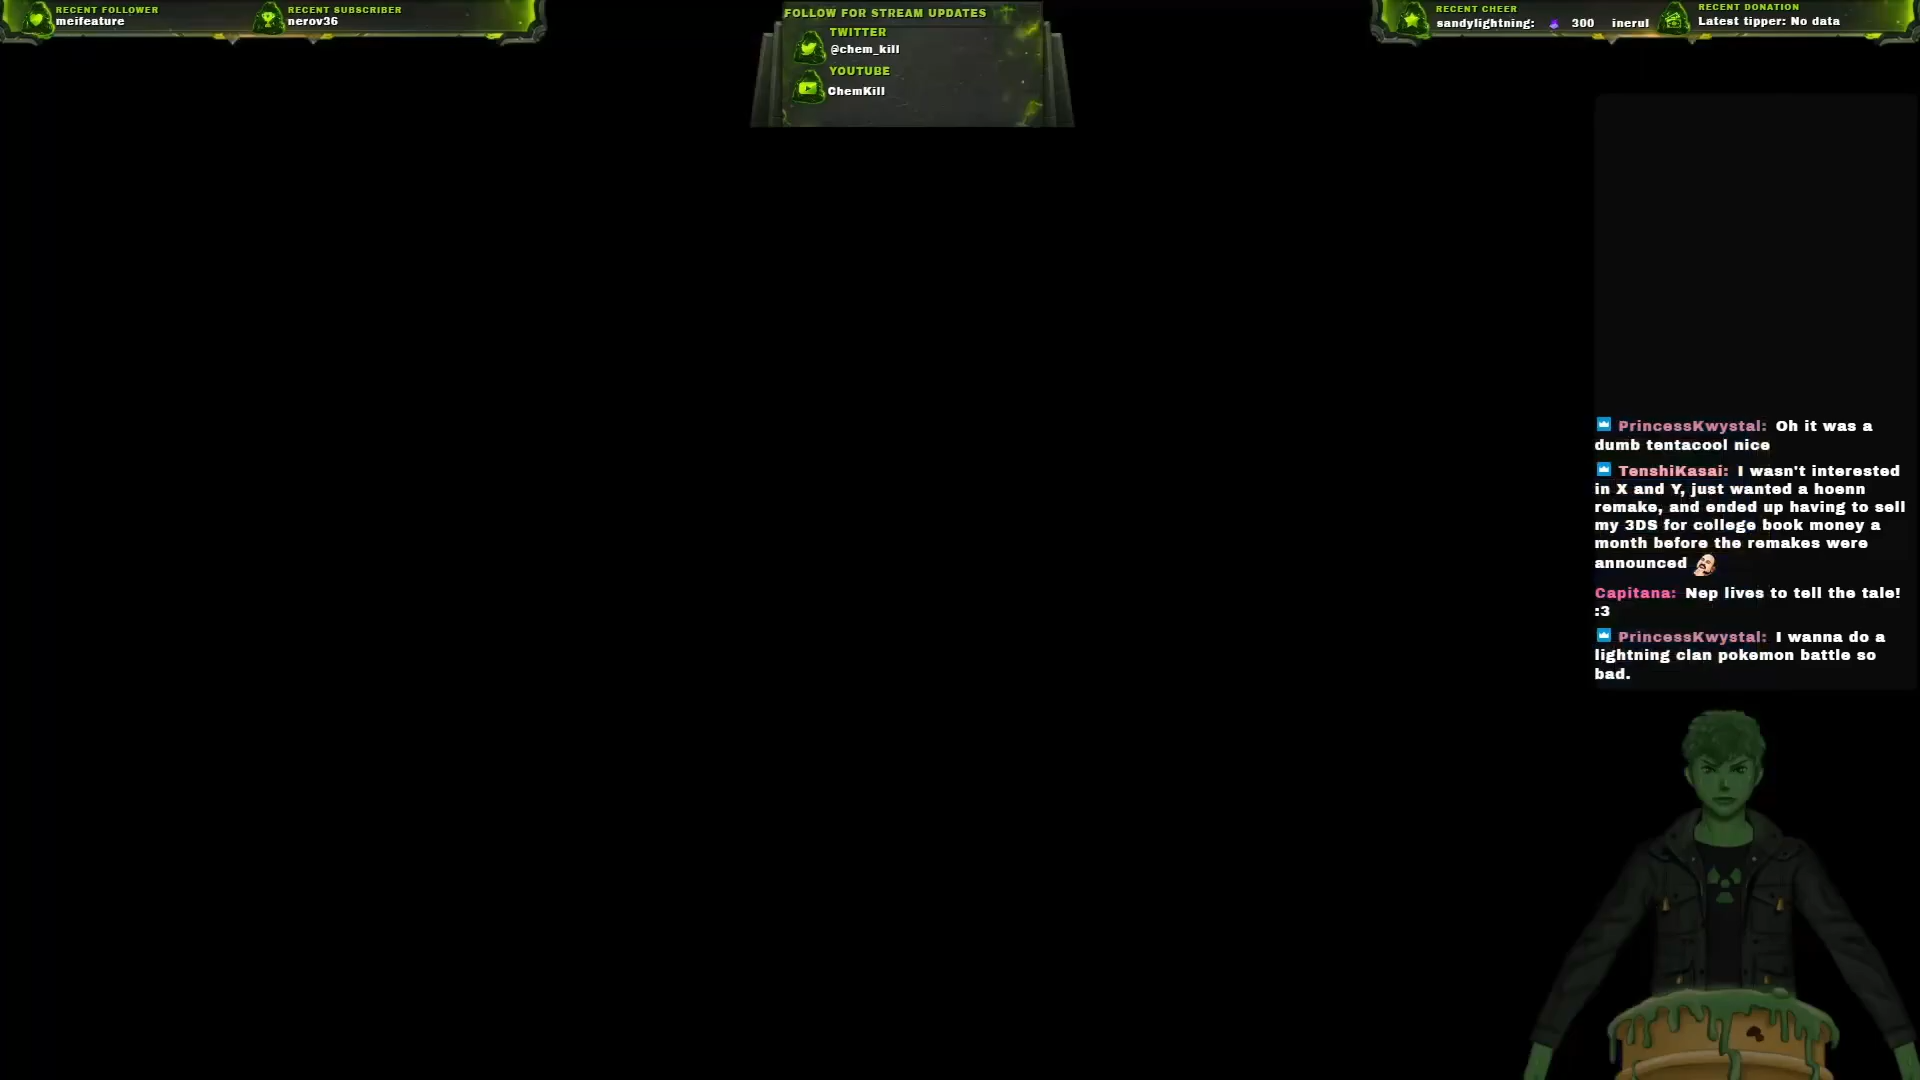 RECENT FOLLOWER
meifeature
RECENT SUBSCRIBER
nerov36
FOLLOW FOR STREAM UPDATES
TWITTER
@chem_kill
YOUTUBE
ChemKill
RECENT CHEER
sandylightning: 300 inerul
RECENT DONATION
Latest tipper: No data
PrincessKwystal: Oh it was a
dumb tentacool nice
TenshiKasai: I wasn't interested
in X and Y, just wanted a hoenn
remake, and ended up having to sell
my 3DS for college book money a
month before the remakes were
announced
Capitana: Nep lives to tell the tale!
:3
PrincessKwystal: I wanna do a
lightning clan pokemon battle so
bad.